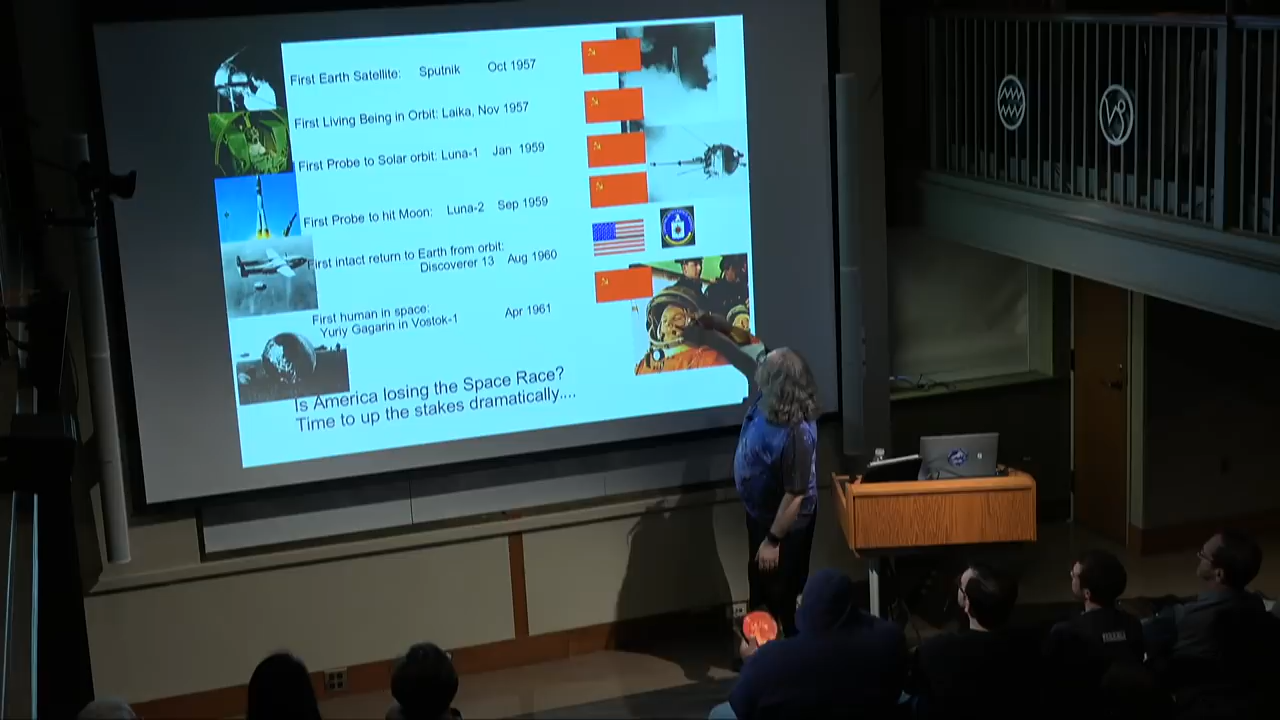 First Earth Satellite: Sputnik Oct 1957
First Living Being in Orbit: Laika, Nov 1957
First Probe to Solar orbit: Luna-1 Jan 1959
First Probe to hit Moon: Luna-2 Sep 1959
First intact return to Earth from orbit:
Discoverer 13 Aug 1960
First human in space:
Yuriy Gagarin in Vostok-1 Apr 1961
Is America losing the Space Race?
Time to up the stakes dramatically....